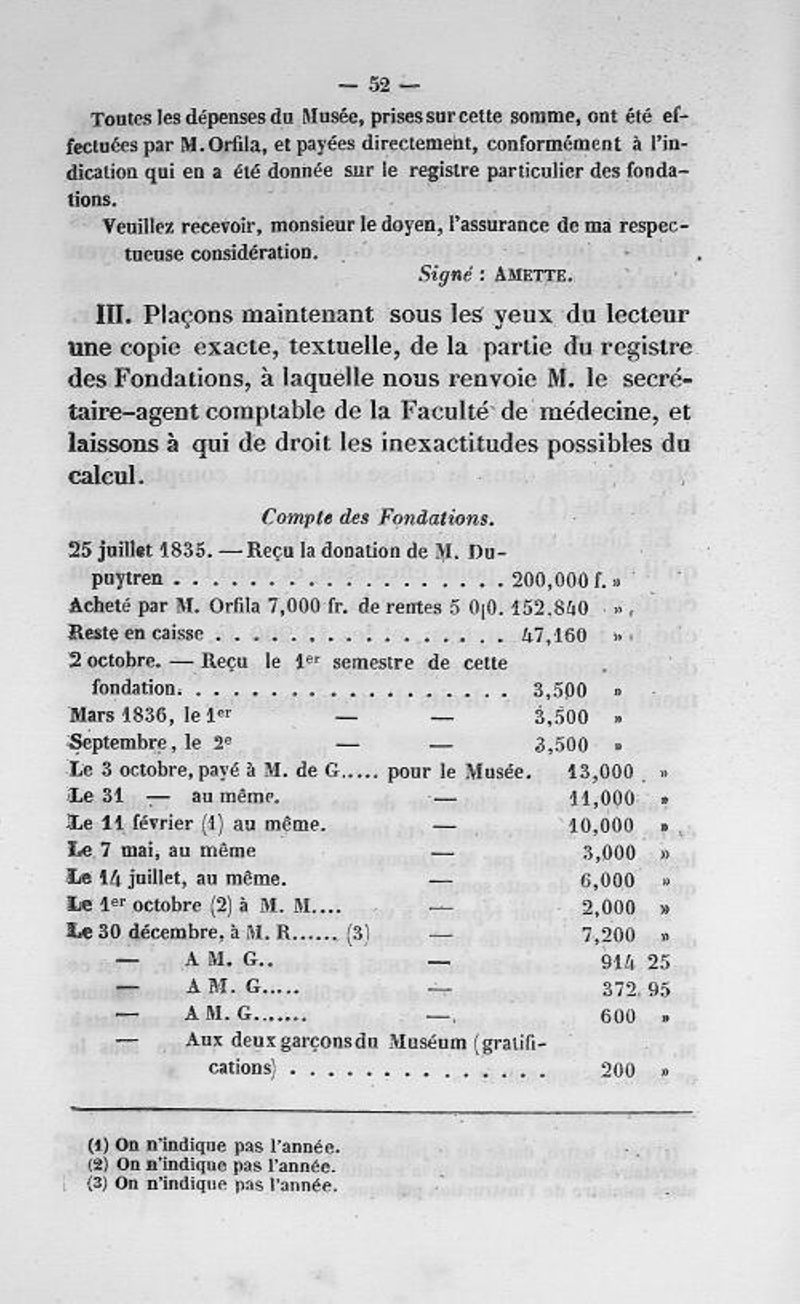 — 52 —
Toutes les dépenses du Musée, prises sur cette somme, ont été ef-
fectuées par M. Orfila, et payées directement, conformément à l'in-
dication qui en a été donnée sur le registre particulier des fonda-
tions.
Veuillez recevoir, monsieur le doyen, l'assurance de ma respec-
tueuse considération.
Signé : AMETTE.
III. Plaçons maintenant sous les yeux du lecteur
une copie exacte, textuelle, de la partie du registre
des Fondations, à laquelle nous renvoie M. le secré-
taire-agent comptable de la Faculté de médecine, et
laissons à qui de droit les inexactitudes possibles du
calcul.
Compte des Fondations.
25 juillet 1835. — Reçu la donation de M. Du-
puytren . . . . . . . . . . . . . . . . . . 200,000 f. »
Acheté par M. Orfila 7,000 fr. de rentes 5 0|0. 152.840 »
Reste en caisse . . . . . . . . . . . . . . . . 47,160 »
2 octobre. — Reçu le 1er semestre de cette
fondation. . . . . . . . . . . . . . . . . . 3,500 »
Mars 1836, le 1er — — 3,500 »
Septembre, le 2e — — 3,500 »
Le 3 octobre, payé à M. de G..... pour le Musée. 13,000 »
Le 31 — au même. — 11,000 »
Le 11 février (1) au même. — 10,000 »
Le 7 mai, au même — 3,000 »
Le 14 juillet, au même. — 6,000 »
Le 1er octobre (2) à M. M.... — 2,000 »
Le 30 décembre, à M. R...... (3) — 7,200 »
— A M. G.. — 914 25
— A M. G..... — 372 95
— A M. G....... — 600 »
— Aux deux garçons du Muséum (gratifi-
cations) . . . . . . . . . . . . . . 200 »
(1) On n'indique pas l'année.
(2) On n'indique pas l'année.
(3) On n'indique pas l'année.